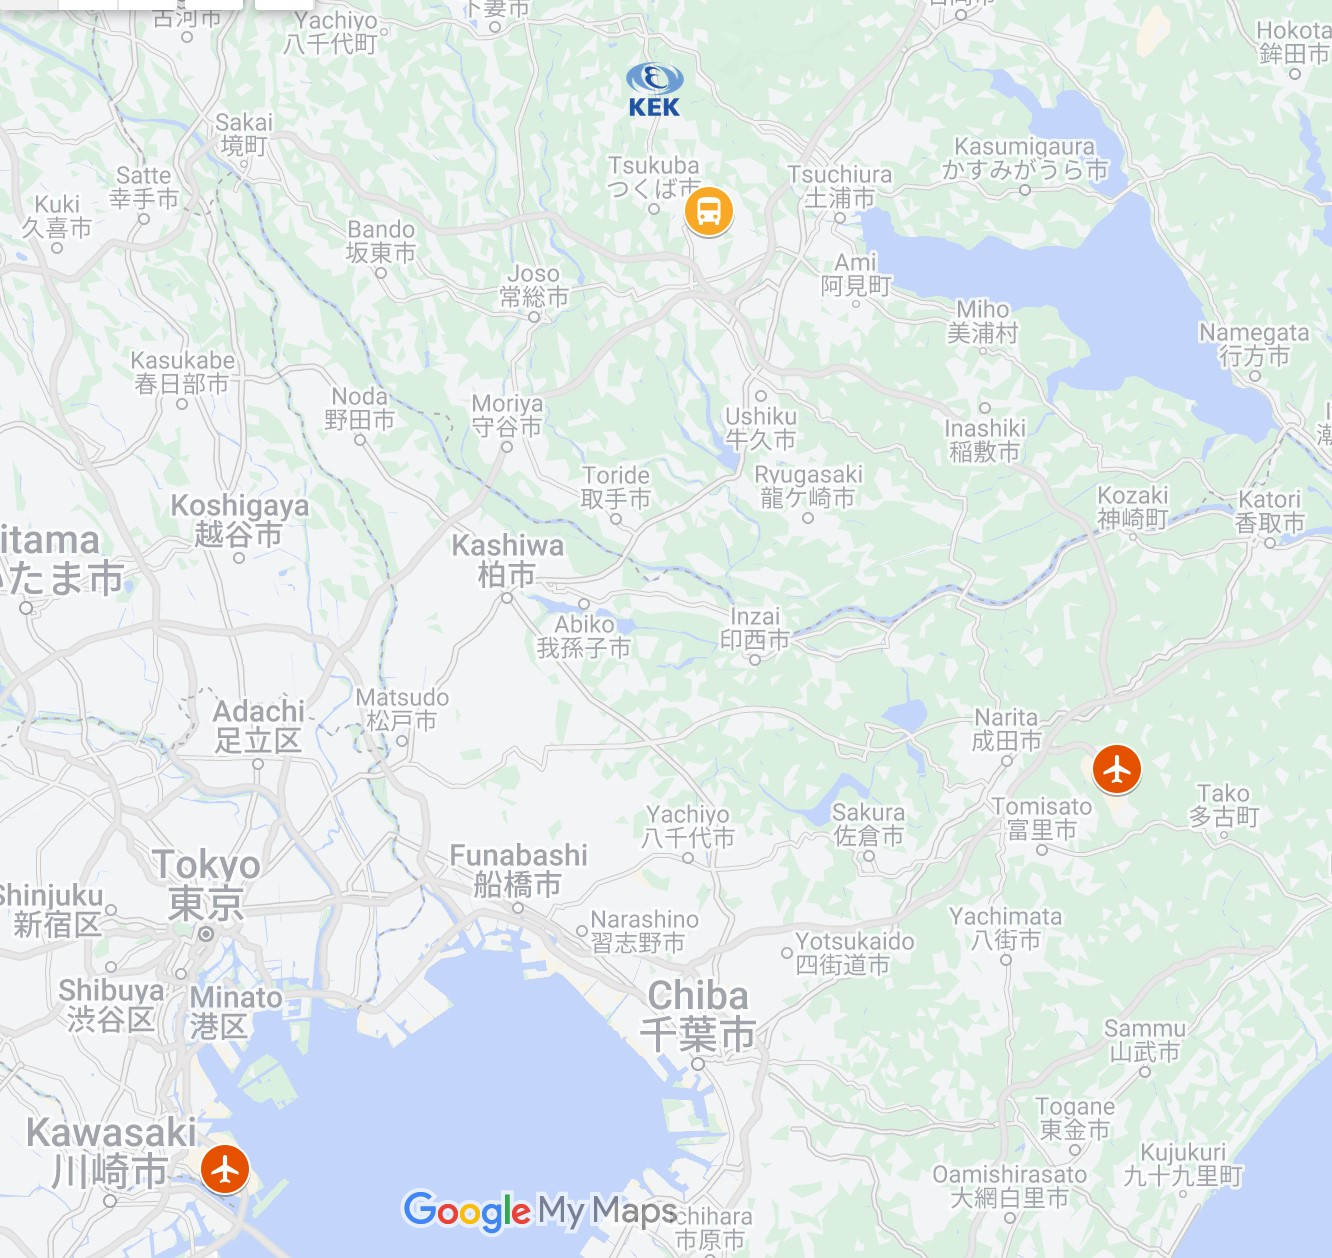 古河市
Yachiyo
八千代町
下妻市
Hokota
鉾田市
KEK
Sakai
境町
Kasumigaura
かすみがうら市
Tsukuba
つくば市
Tsuchiura
土浦市
Satte
幸手市
Kuki
久喜市
Bando
坂東市
Ami
阿見町
Joso
常総市
Miho
美浦村
Namegata
行方市
Kasukabe
春日部市
Noda
野田市
Moriya
守谷市
Ushiku
牛久市
Inashiki
稲敷市
Toride
取手市
Ryugasaki
龍ケ崎市
Kozaki
神崎町
Katori
香取市
Koshigaya
越谷市
itama
いたま市
Kashiwa
柏市
Abiko
我孫子市
Inzai
印西市
Matsudo
松戸市
Adachi
足立区
Narita
成田市
Tako
多古町
Tomisato
富里市
Sakura
佐倉市
Yachiyo
八千代市
Tokyo
東京
Funabashi
船橋市
Shinjuku
新宿区
Narashino
習志野市
Yachimata
八街市
Yotsukaido
四街道市
Shibuya
渋谷区
Minato
港区
Chiba
千葉市
Sammu
山武市
Togane
東金市
Kawasaki
川崎市
Kujukuri
九十九里町
Oamishirasato
大網白里市
Google My Maps
chihara
市原市